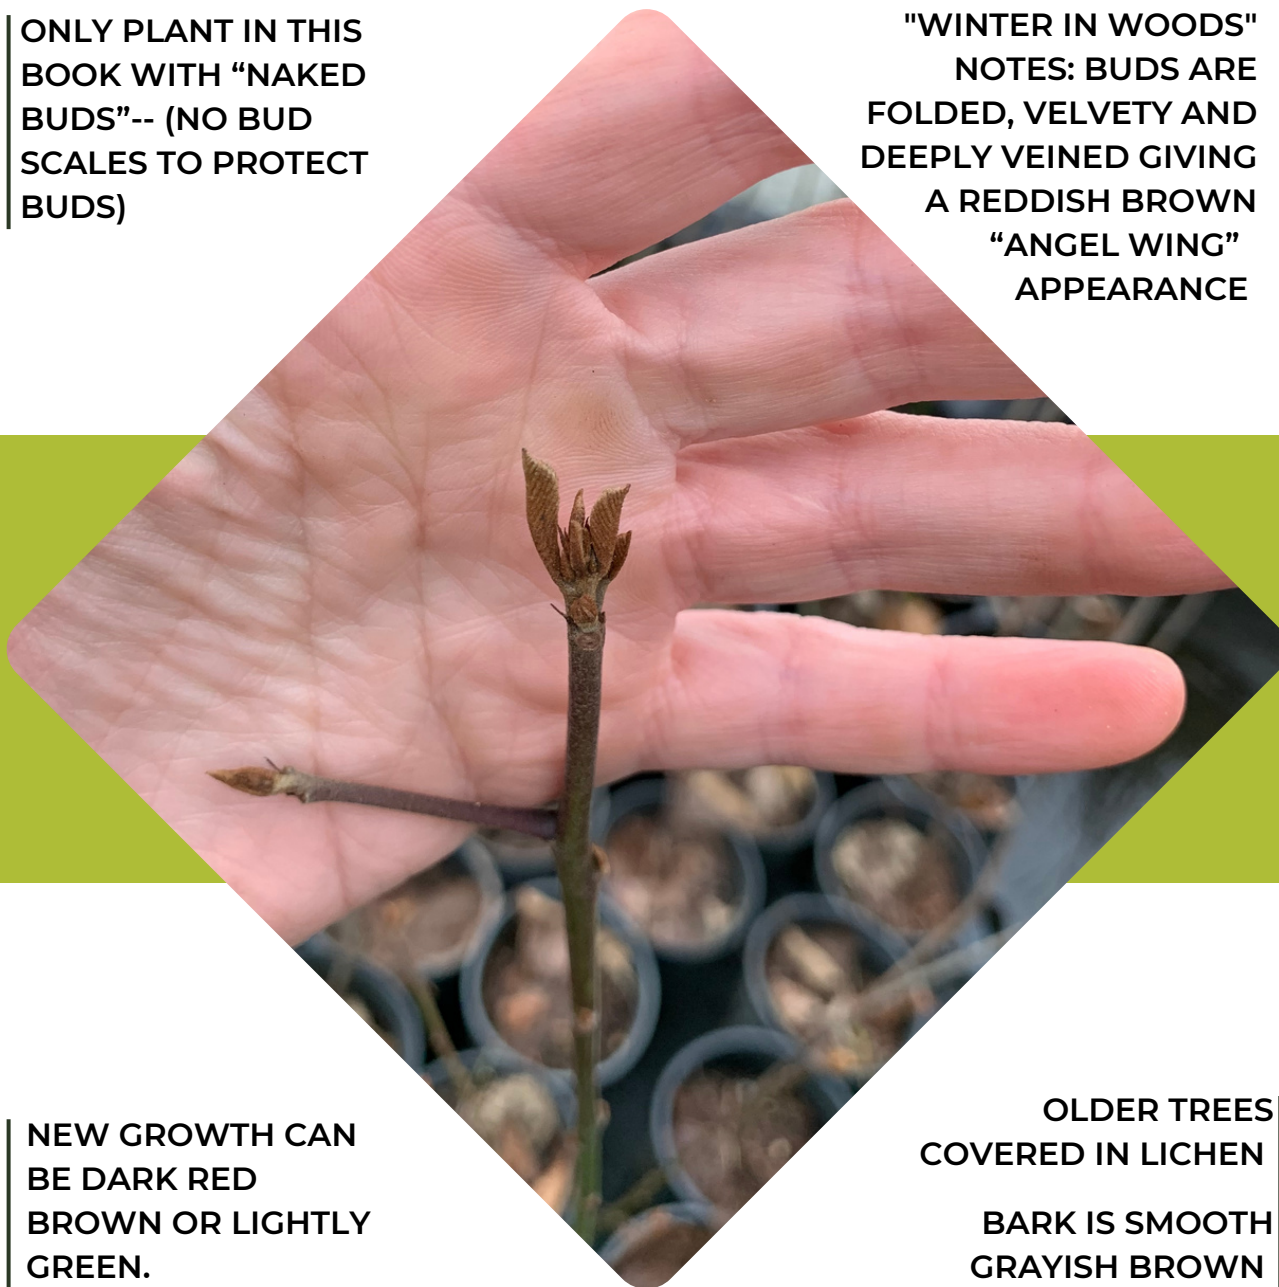 ONLY PLANT IN THIS
BOOK WITH “NAKED
BUDS”-- (NO BUD
SCALES TO PROTECT
BUDS)
"WINTER IN WOODS"
NOTES: BUDS ARE
FOLDED, VELVETY AND
DEEPLY VEINED GIVING
A REDDISH BROWN
“ANGEL WING”
APPEARANCE
NEW GROWTH CAN
BE DARK RED
BROWN OR LIGHTLY
GREEN.
OLDER TREES
COVERED IN LICHEN
BARK IS SMOOTH
GRAYISH BROWN